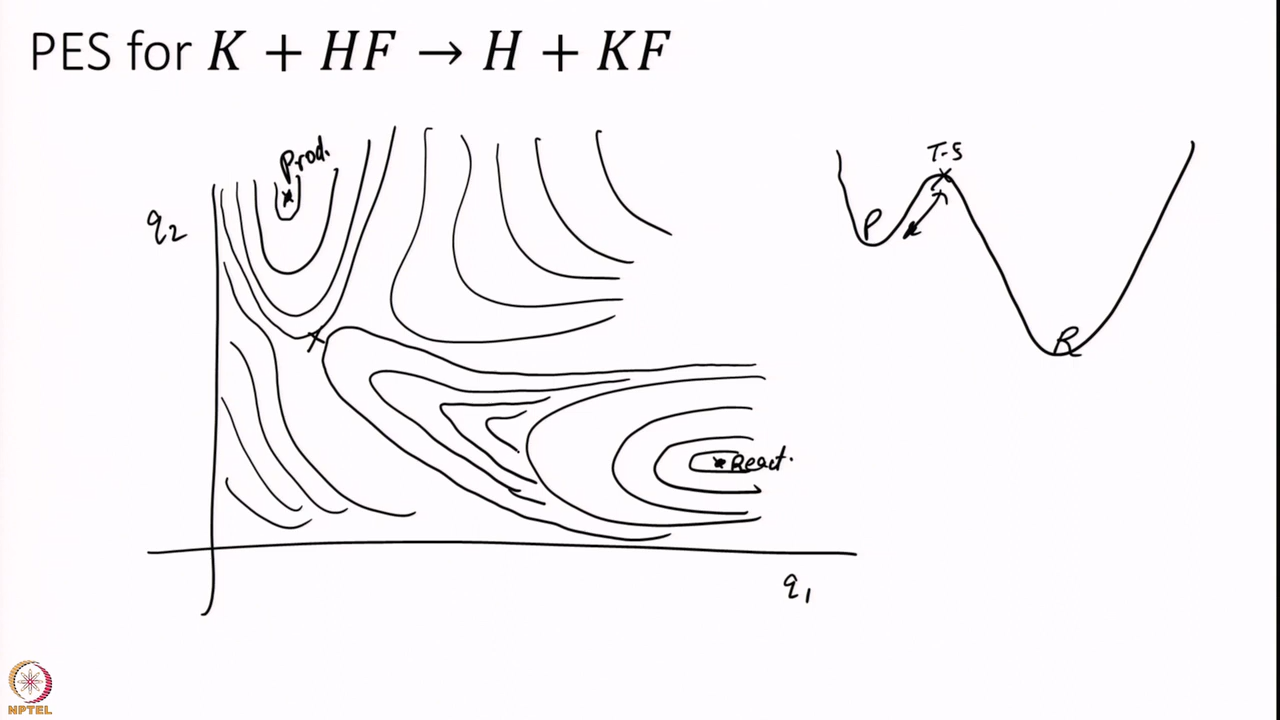 PES for K + HF → H + KF
Prod.
T-S
q2
P
R
React.
q1
NPTEL